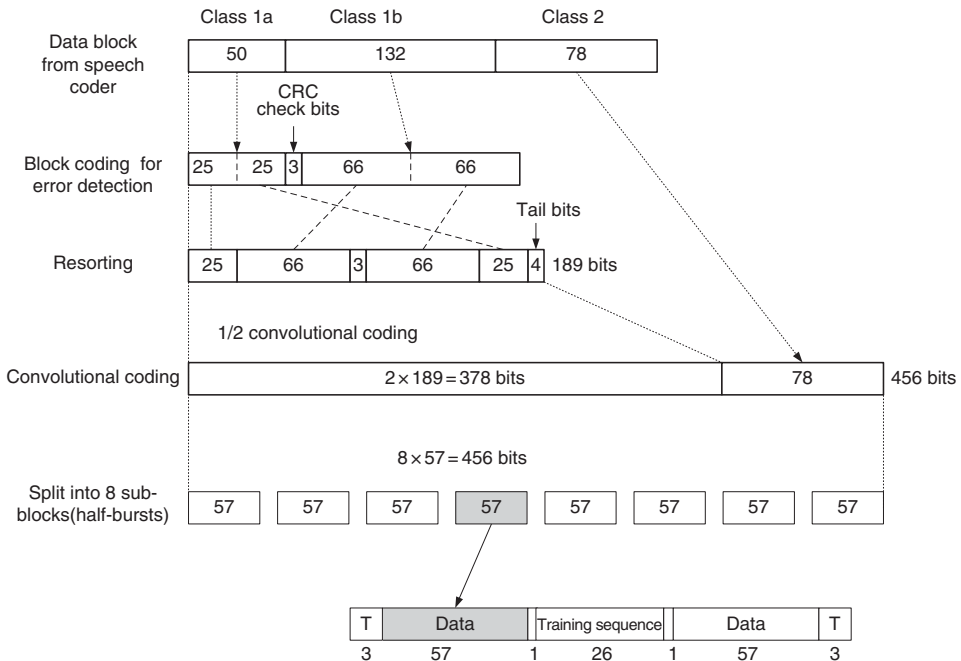 Class 1a Class 1b Class 2
Data block
from speech
coder
50 132 78
CRC
check bits
Block coding for
error detection
25 25 3 66 66
Tail bits
Resorting
25 66 3 66 25 4 189 bits
1/2 convolutional coding
Convolutional coding
2×189=378 bits 78 456 bits
8×57=456 bits
Split into 8 sub-
blocks(half-bursts)
57 57 57 57 57 57 57 57
T Data Training sequence Data T
3 57 1 26 1 57 3